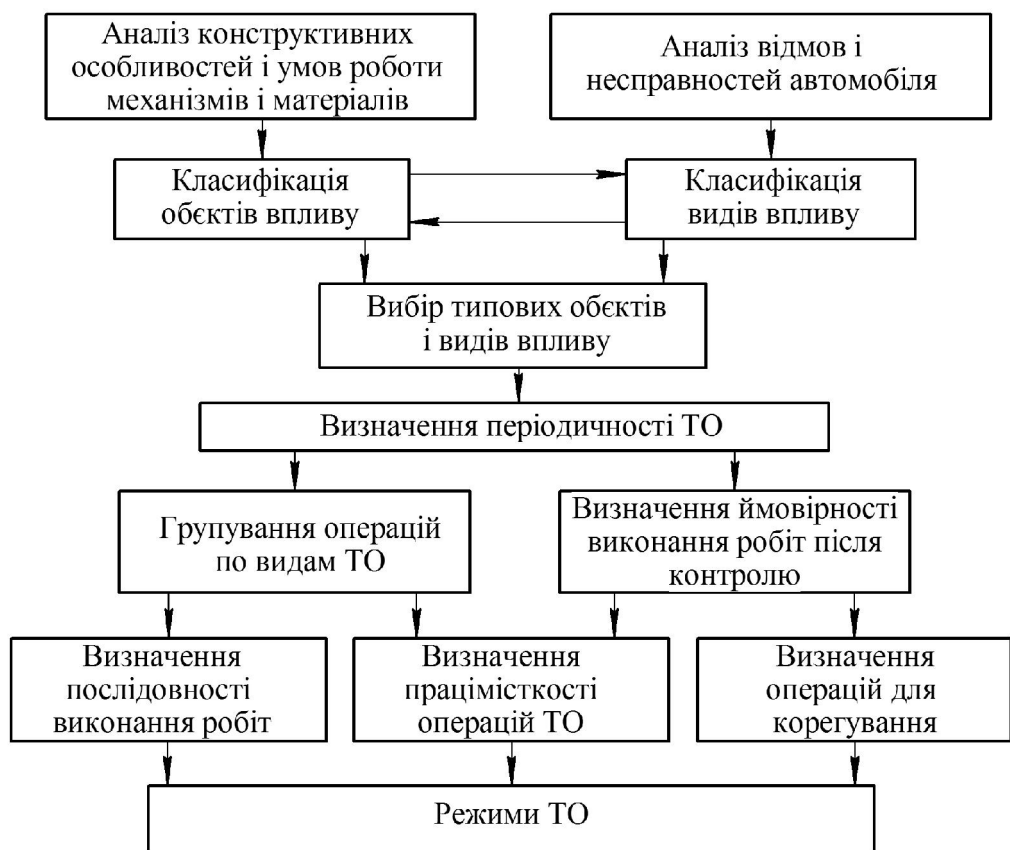 Аналіз конструктивних
особливостей і умов роботи
механізмів і матеріалів
Аналіз відмов і
несправностей автомобіля
Класифікація
обєктів впливу
Класифікація
видів впливу
Вибір типових обєктів
і видів впливу
Визначення періодичності ТО
Групування операцій
по видам ТО
Визначення ймовірності
виконання робіт після
контролю
Визначення
послідовності
виконання робіт
Визначення
працімісткості
операцій ТО
Визначення
операцій для
корегування
Режими ТО